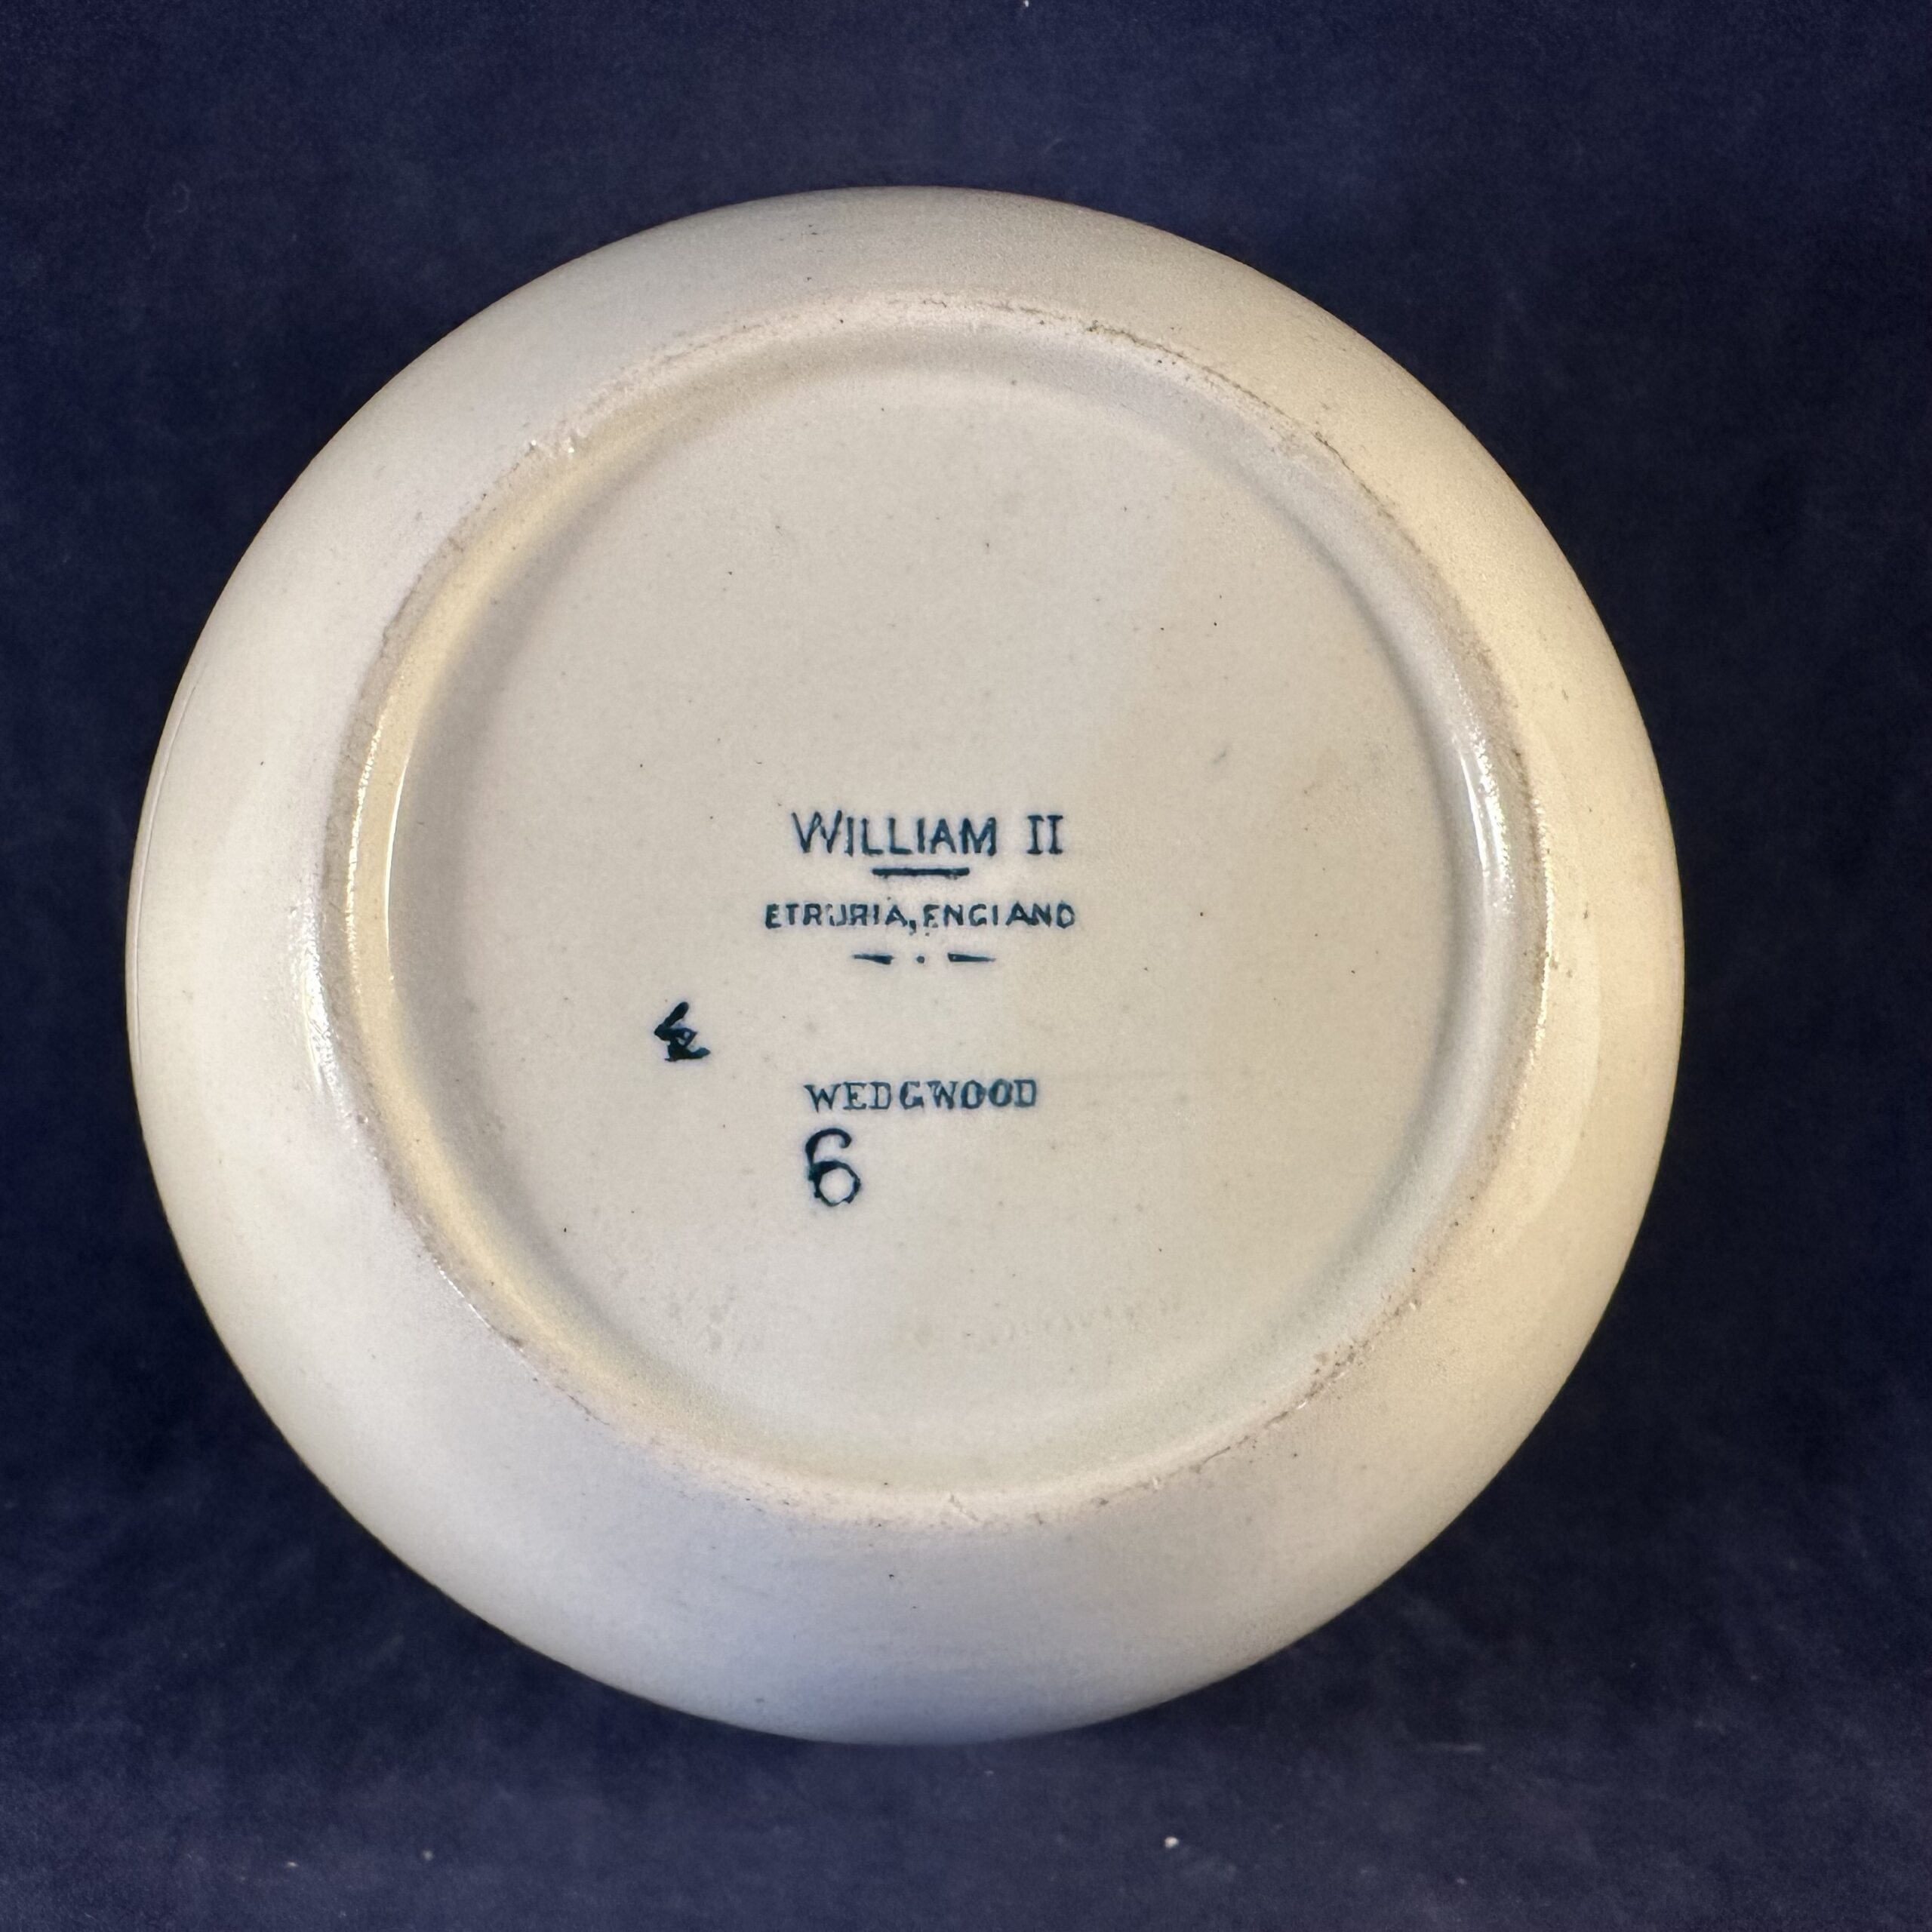 WILLIAM II
ETRURIA, ENGLAND
WEDGWOOD
6